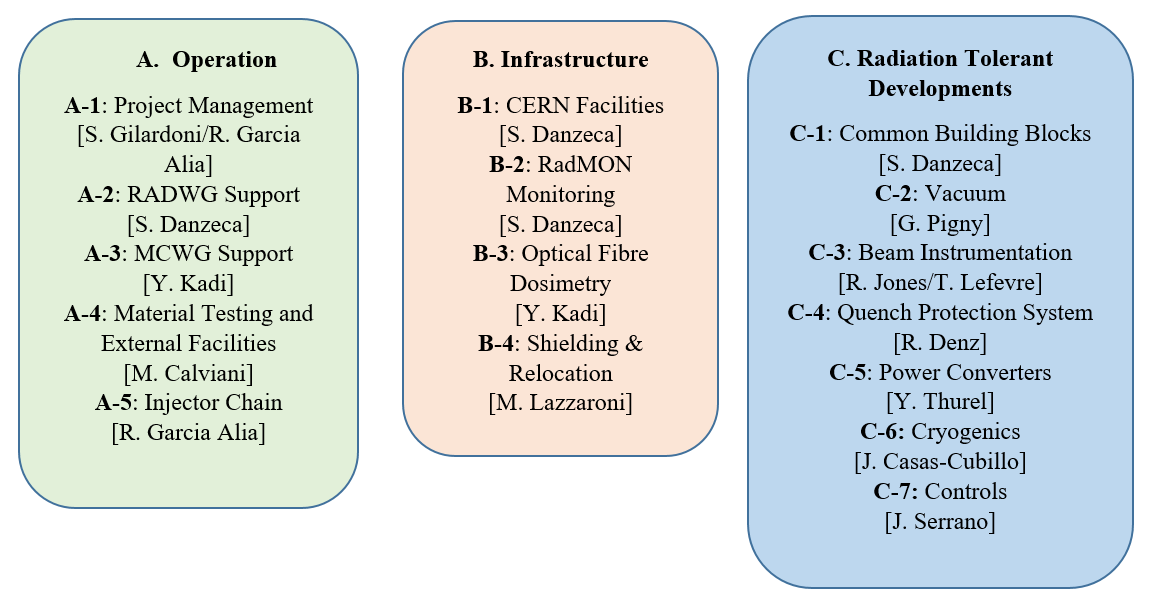 A. Operation
A-1: Project Management
[S. Gilardoni/R. Garcia
Alia]
A-2: RADWG Support
[S. Danzeca]
A-3: MCWG Support
[Y. Kadi]
A-4: Material Testing and
External Facilities
[M. Calviani]
A-5: Injector Chain
[R. Garcia Alia]
B. Infrastructure
B-1: CERN Facilities
[S. Danzeca]
B-2: RadMON
Monitoring
[S. Danzeca]
B-3: Optical Fibre
Dosimetry
[Y. Kadi]
B-4: Shielding &
Relocation
[M. Lazzaroni]
C. Radiation Tolerant
Developments
C-1: Common Building Blocks
[S. Danzeca]
C-2: Vacuum
[G. Pigny]
C-3: Beam Instrumentation
[R. Jones/T. Lefevre]
C-4: Quench Protection System
[R. Denz]
C-5: Power Converters
[Y. Thurel]
C-6: Cryogenics
[J. Casas-Cubillo]
C-7: Controls
[J. Serrano]